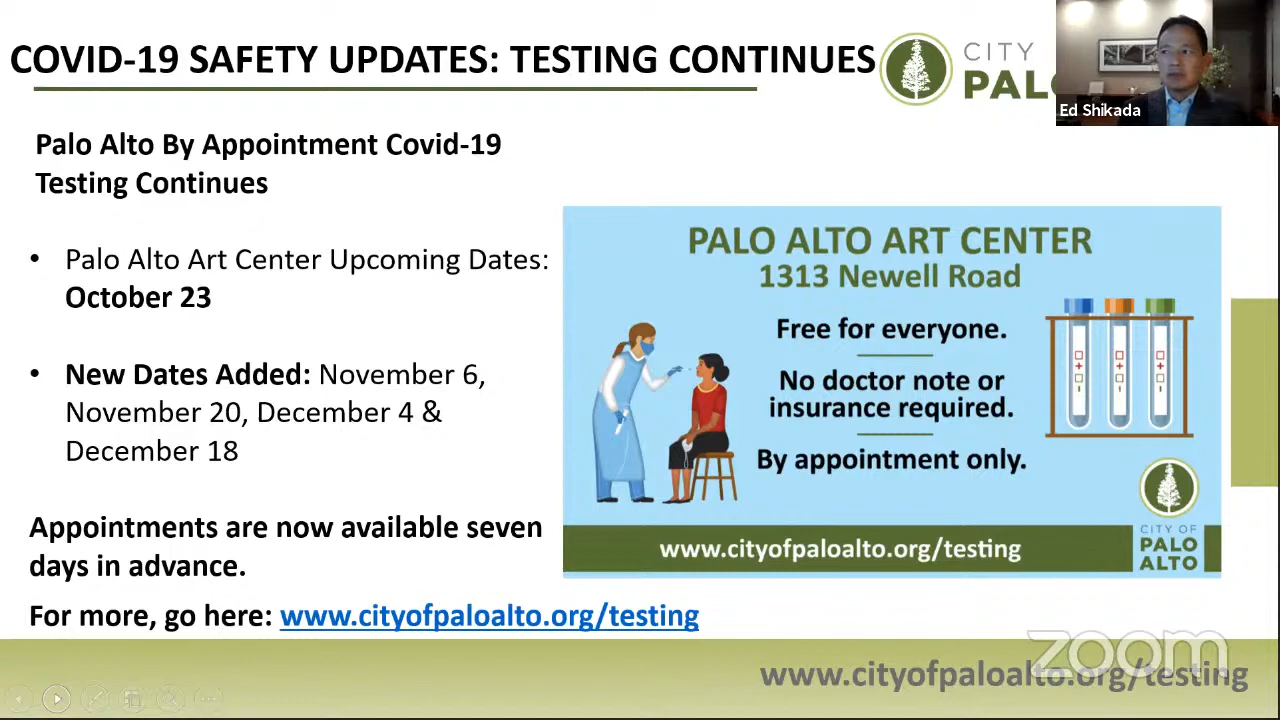 COVID-19 SAFETY UPDATES: TESTING CONTINUES
CITY
PALO
Ed Shikada
Palo Alto By Appointment Covid-19
Testing Continues
• Palo Alto Art Center Upcoming Dates:
October 23
• New Dates Added: November 6,
November 20, December 4 &
December 18
Appointments are now available seven
days in advance.
For more, go here: www.cityofpaloalto.org/testing
PALO ALTO ART CENTER
1313 Newell Road
Free for everyone.
No doctor note or
insurance required.
By appointment only.
www.cityofpaloalto.org/testing
CITY OF
PALO
ALTO
zoom
www.cityofpaloalto.org/testing